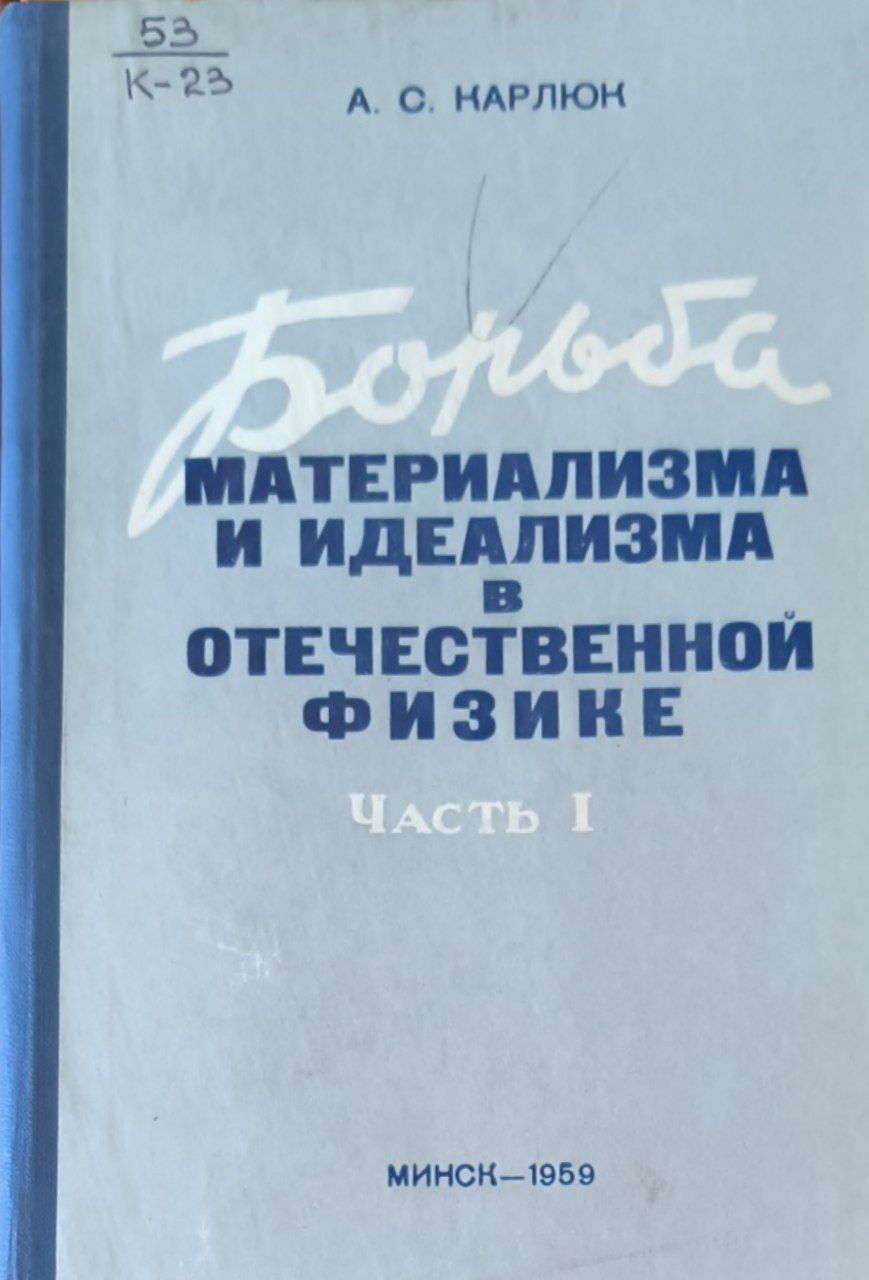 53
К-23
А. С. КАРЛЮК
Борьба
МАТЕРИАЛИЗМА
И ИДЕАЛИЗМА
В
ОТЕЧЕСТВЕННОЙ
ФИЗИКЕ
ЧАСТЬ I
МИНСК—1959